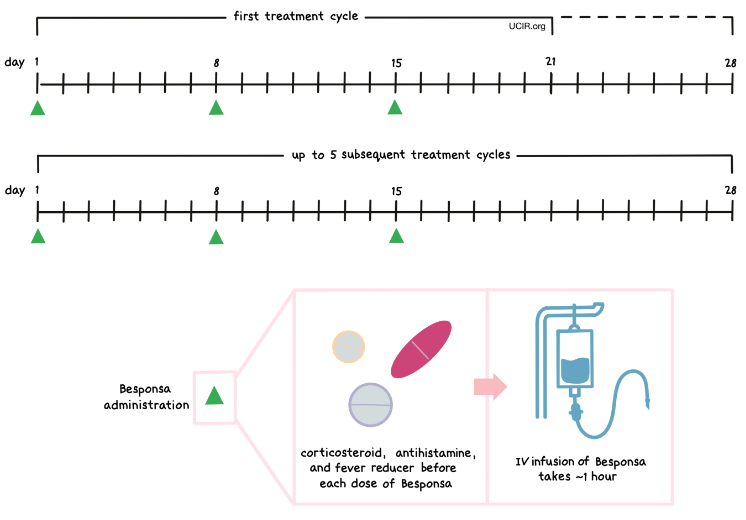 first treatment cycle
UCIR.org
day 1 8 15 21 28
up to 5 subsequent treatment cycles
day 1 8 15 28
Besponsa
administration
corticosteroid, antihistamine,
and fever reducer before
each dose of Besponsa
IV infusion of Besponsa
takes ~1 hour